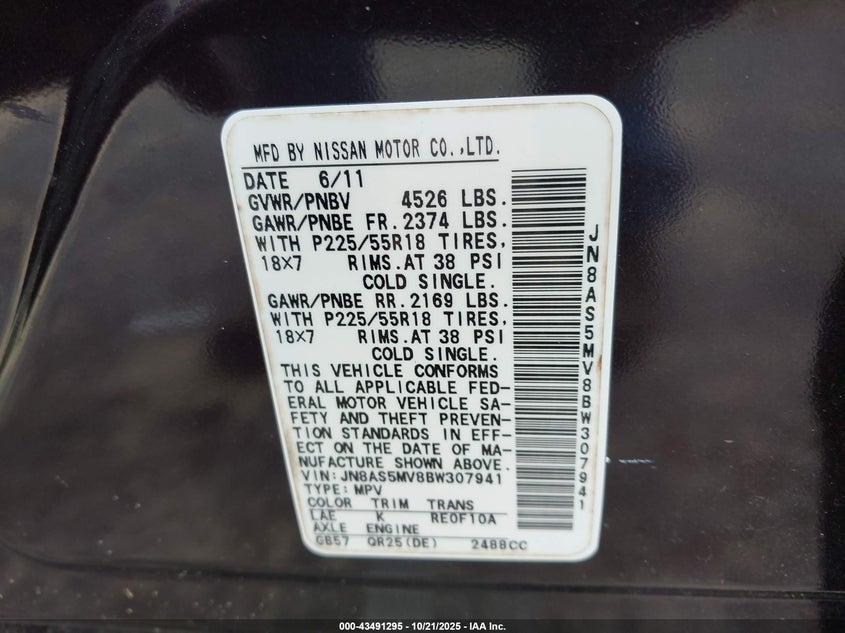 MFD BY NISSAN MOTOR CO.,LTD.
DATE 6/11
GVWR/PNBV 4526 LBS.
GAWR/PNBE FR. 2374 LBS.
WITH P225/55R18 TIRES,
18X7 RIMS.AT 38 PSI
COLD SINGLE.
GAWR/PNBE RR. 2169 LBS.
WITH P225/55R18 TIRES,
18X7 RIMS.AT 38 PSI
COLD SINGLE.
THIS VEHICLE CONFORMS
TO ALL APPLICABLE FED-
ERAL MOTOR VEHICLE SA-
FETY AND THEFT PREVEN-
TION STANDARDS IN EFF-
ECT ON THE DATE OF MA-
NUFACTURE SHOWN ABOVE.
VIN: JN8AS5MV8BW307941
TYPE: MPV
COLOR TRIM TRANS
LAE K RE0F10A
AXLE ENGINE
GB57 QR25(DE) 2488CC
JN8AS5MV8BW307941
000-43491295 - 10/21/2025 - IAA Inc.